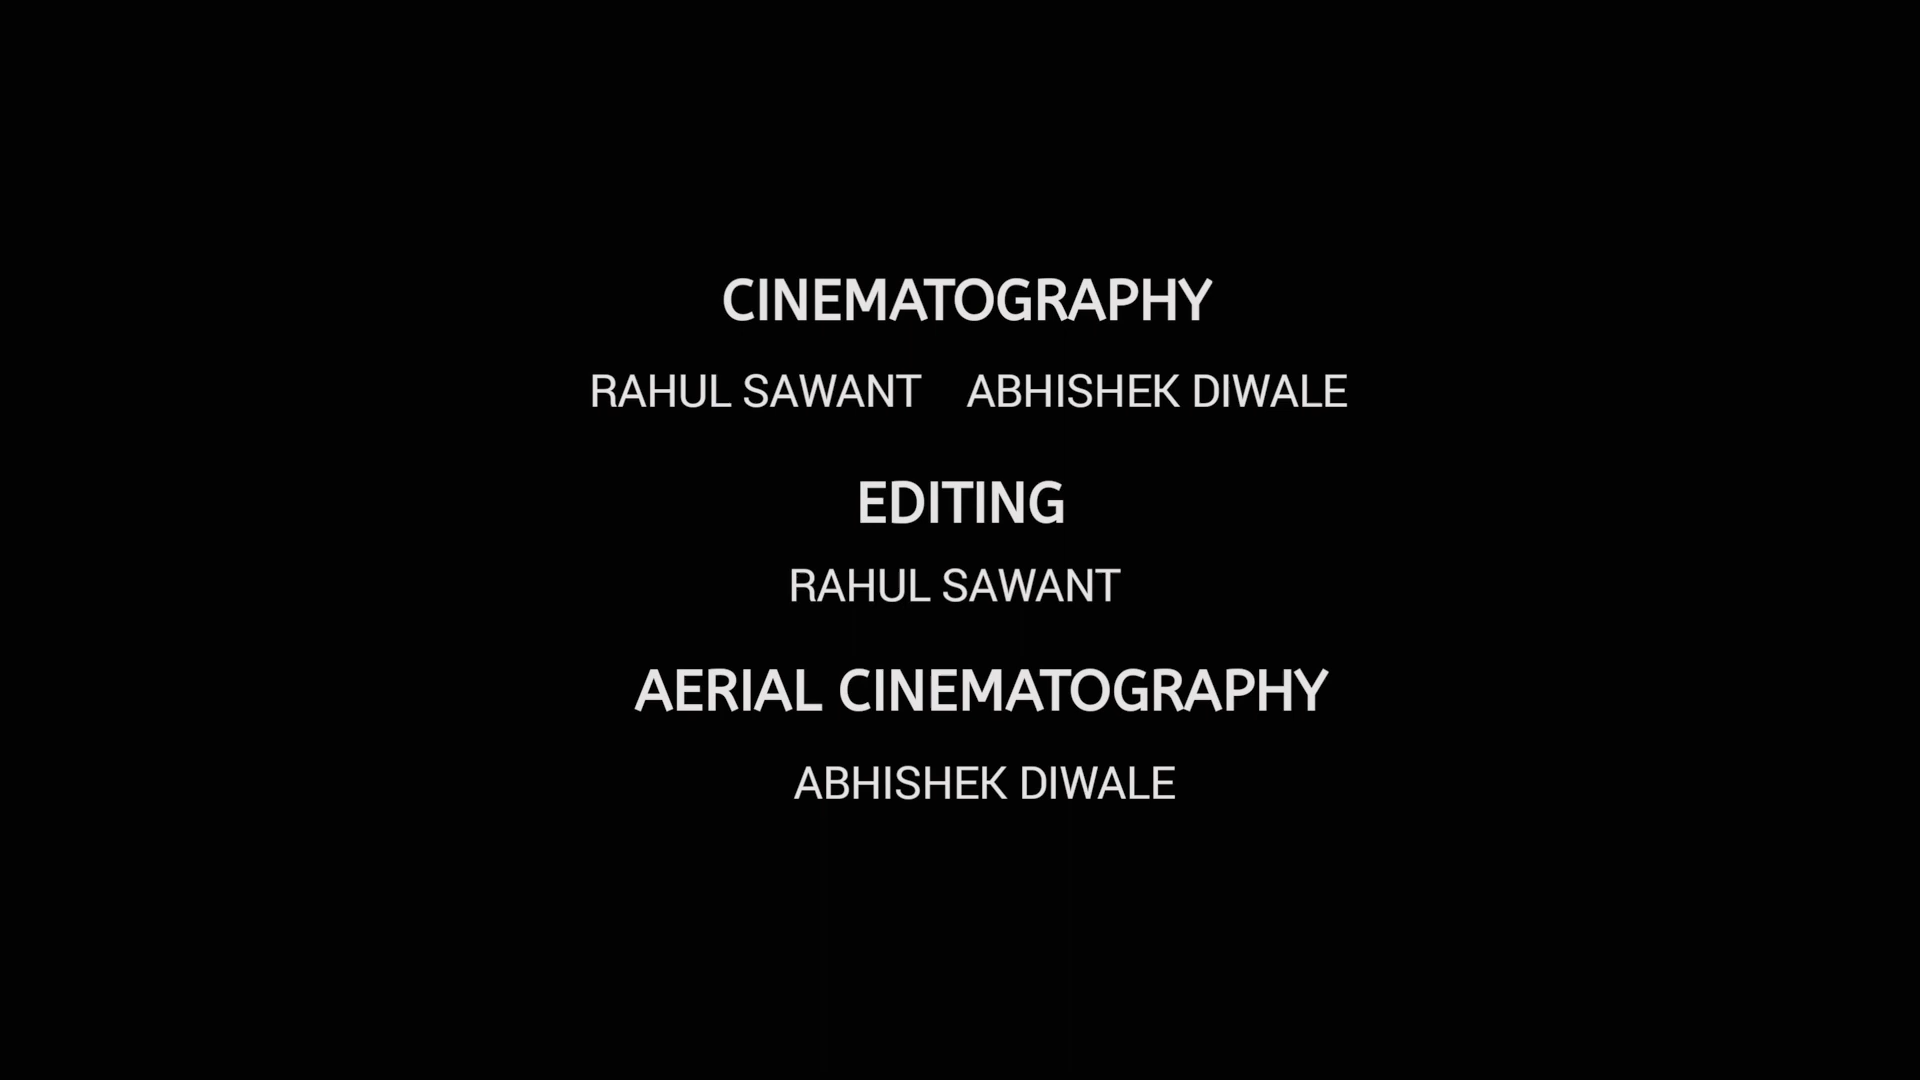 CINEMATOGRAPHY
RAHUL SAWANT ABHISHEK DIWALE
EDITING
RAHUL SAWANT
AERIAL CINEMATOGRAPHY
ABHISHEK DIWALE